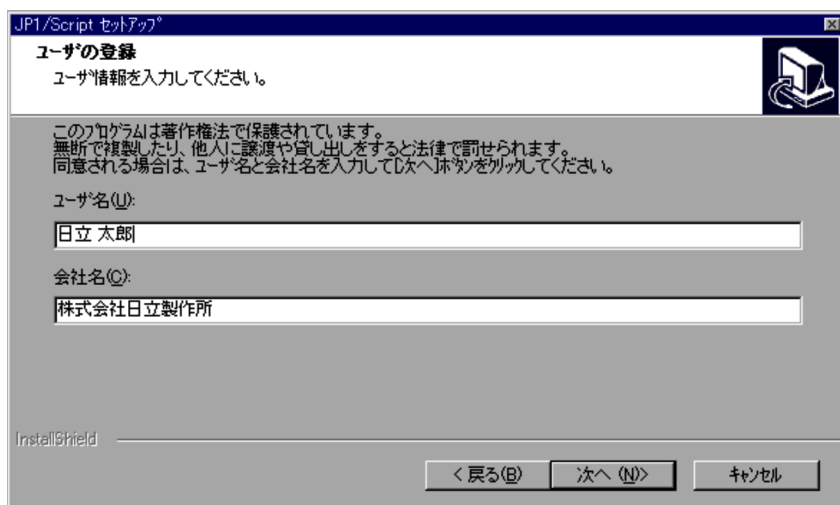 JP1/Script セットアップ
ユーザの登録
ユーザ情報を入力してください。
このプログラムは著作権法で保護されています。
無断で複製したり、他人に譲渡や貸し出しをすると法律で罰せられます。
同意される場合は、ユーザ名と会社名を入力して[次へ]ボタンをクリックしてください。
ユーザ名(U):
日立 太郎
会社名(C):
株式会社日立製作所
InstallShield
< 戻る(B) 次へ (N)> キャンセル